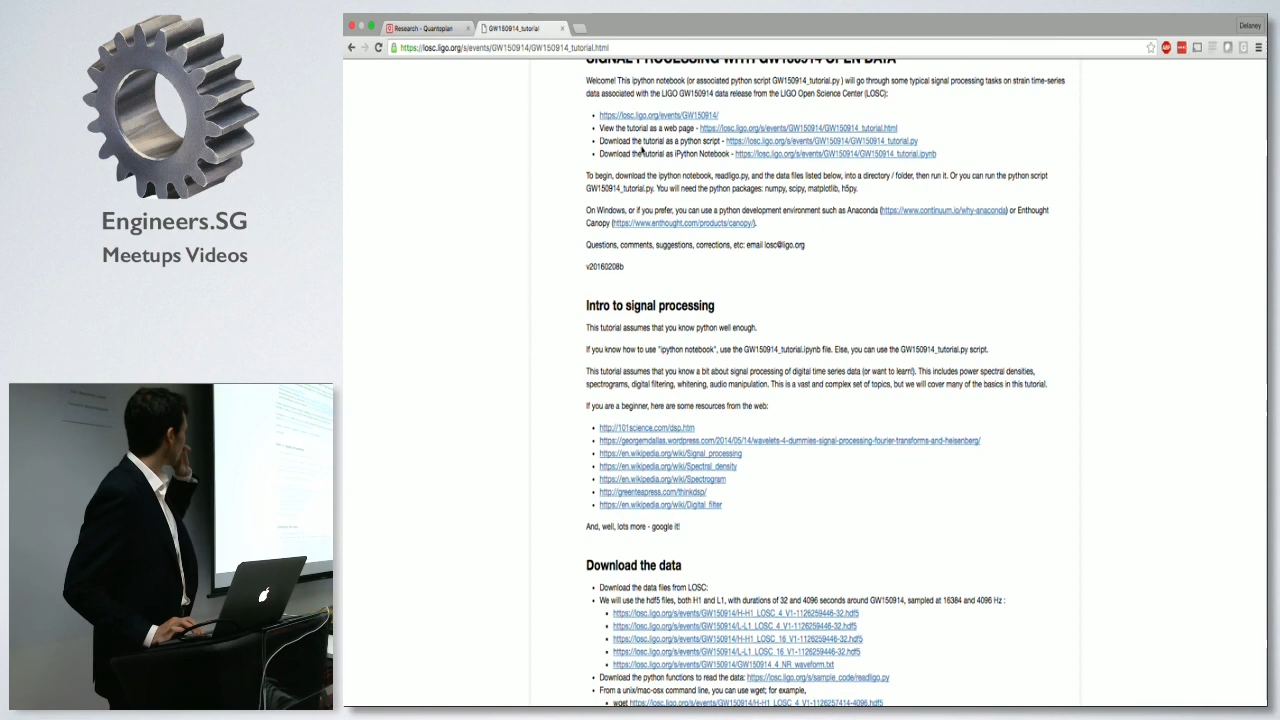 Engineers.SG
Meetups Videos
Research - Quantopian
GW150914_tutorial
Delaney
https://losc.ligo.org/s/events/GW150914/GW150914_tutorial.html
SIGNAL PROCESSING WITH GW150914 OPEN DATA
Welcome! This ipython notebook (or associated python script GW150914_tutorial.py ) will go through some typical signal processing tasks on strain time-series
data associated with the LIGO GW150914 data release from the LIGO Open Science Center (LOSC):
• https://losc.ligo.org/events/GW150914/
• View the tutorial as a web page - https://losc.ligo.org/s/events/GW150914/GW150914_tutorial.html
• Download the tutorial as a python script - https://losc.ligo.org/s/events/GW150914/GW150914_tutorial.py
• Download the tutorial as iPython Notebook - https://losc.ligo.org/s/events/GW150914/GW150914_tutorial.ipynb
To begin, download the ipython notebook, readligo.py, and the data files listed below, into a directory / folder, then run it. Or you can run the python script
GW150914_tutorial.py. You will need the python packages: numpy, scipy, matplotlib, h5py.
On Windows, or if you prefer, you can use a python development environment such as Anaconda (https://www.continuum.io/why-anaconda) or Enthought
Canopy (https://www.enthought.com/products/canopy/).
Questions, comments, suggestions, corrections, etc: email losc@ligo.org
v20160208b
Intro to signal processing
This tutorial assumes that you know python well enough.
If you know how to use "ipython notebook", use the GW150914_tutorial.ipynb file. Else, you can use the GW150914_tutorial.py script.
This tutorial assumes that you know a bit about signal processing of digital time series data (or want to learn!). This includes power spectral densities,
spectrograms, digital filtering, whitening, audio manipulation. This is a vast and complex set of topics, but we will cover many of the basics in this tutorial.
If you are a beginner, here are some resources from the web:
• http://101science.com/dsp.htm
• https://georgemdallas.wordpress.com/2014/05/14/wavelets-4-dummies-signal-processing-fourier-transforms-and-heisenberg/
• https://en.wikipedia.org/wiki/Signal_processing
• https://en.wikipedia.org/wiki/Spectral_density
• https://en.wikipedia.org/wiki/Spectrogram
• http://greenteapress.com/thinkdsp/
• https://en.wikipedia.org/wiki/Digital_filter
And, well, lots more - google it!
Download the data
• Download the data files from LOSC:
• We will use the hdf5 files, both H1 and L1, with durations of 32 and 4096 seconds around GW150914, sampled at 16384 and 4096 Hz :
• https://losc.ligo.org/s/events/GW150914/H-H1_LOSC_4_V1-1126259446-32.hdf5
• https://losc.ligo.org/s/events/GW150914/L-L1_LOSC_4_V1-1126259446-32.hdf5
• https://losc.ligo.org/s/events/GW150914/H-H1_LOSC_16_V1-1126259446-32.hdf5
• https://losc.ligo.org/s/events/GW150914/L-L1_LOSC_16_V1-1126259446-32.hdf5
• https://losc.ligo.org/s/events/GW150914/GW150914_4_NR_waveform.txt
• Download the python functions to read the data: https://losc.ligo.org/s/sample_code/readligo.py
• From a unix/mac-osx command line, you can use wget; for example,
• wget https://losc.ligo.org/s/events/GW150914/H-H1_LOSC_4_V1-1126257414-4096.hdf5